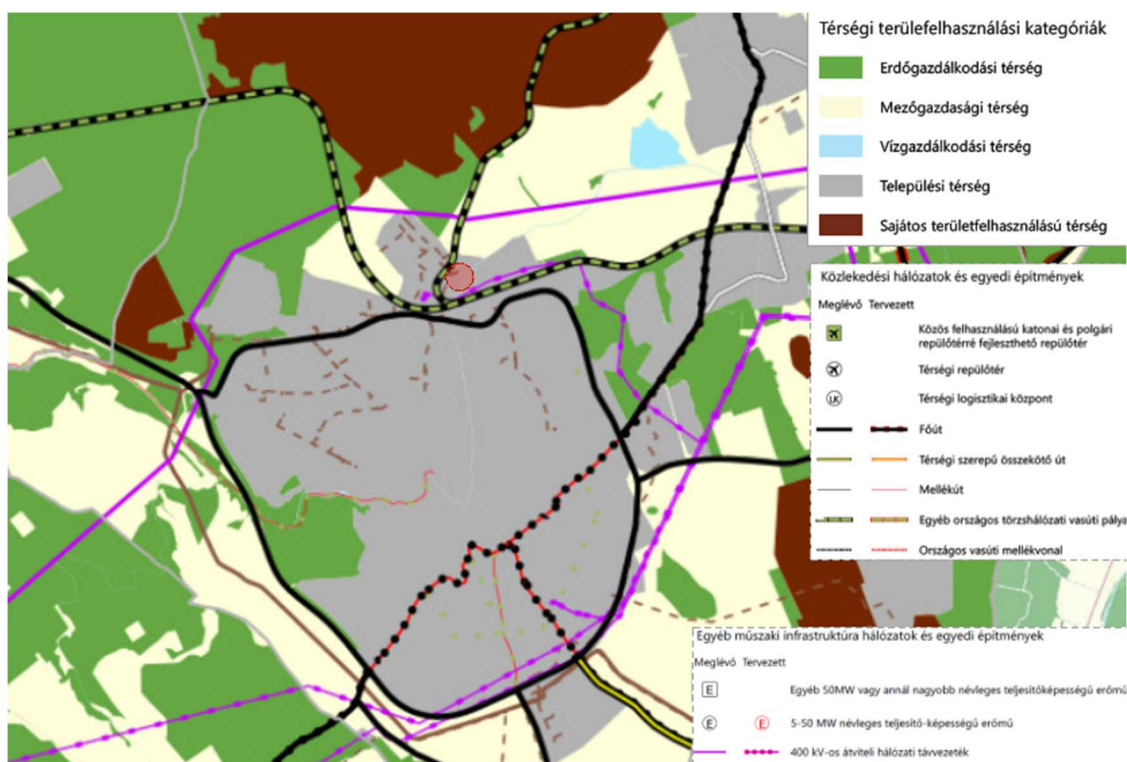 Térségi terülefelhasználási kategóriák
Erdőgazdálkodási térség
Mezőgazdasági térség
Vízgazdálkodási térség
Települési térség
Sajátos területfelhasználású térség
Közlekedési hálózatok és egyedi építmények
Meglévő Tervezett
Közös felhasználású katonai és polgári
repülőtérré fejleszthető repülőtér
Térségi repülőtér
LK Térségi logisztikai központ
Főút
Térségi szerepű összekötő út
Mellékút
Egyéb országos törzshálózati vasúti pálya
Országos vasúti mellékvonal
Egyéb műszaki infrastruktúra hálózatok és egyedi építmények
Meglévő Tervezett
E Egyéb 50MW vagy annál nagyobb névleges teljesítőképességű erőmű
E E 5-50 MW névleges teljesítő-képességű erőmű
400 kV-os átviteli hálózati távvezeték